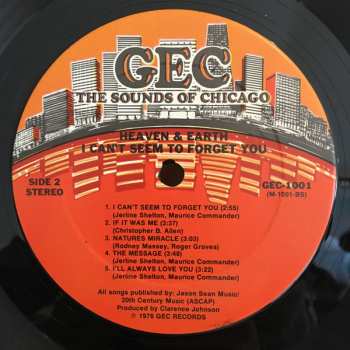 GEC
THE SOUNDS OF CHICAGO
HEAVEN & EARTH
I CAN'T SEEM TO FORGET YOU
SIDE 2
STEREO
GEC-1001
(M-1001-BS)
1. I CAN'T SEEM TO FORGET YOU (2:55)
(Jerline Shelton, Maurice Commander)
2. IF IT WAS ME (3:37)
(Christopher B. Allen)
3. NATURES MIRACLE (3:03)
(Rodney Massey, Roger Groves)
4. THE MESSAGE (3:48)
(Jerline Shelton, Maurice Commander)
5. I'LL ALWAYS LOVE YOU (3:22)
(Jerline Shelton, Maurice Commander)
All songs published by: Jason Sean Music/
20th Century Music (ASCAP)
Produced by Clarence Johnson
© 1976 GEC RECORDS